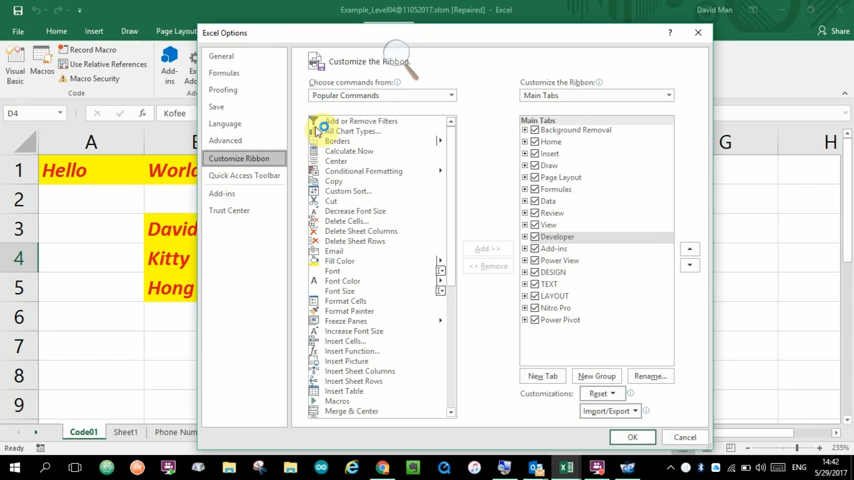 Example_Level04@11052017.xlsm [Repaired] - Excel
David Man
File
Home
Insert
Draw
Page Layout
Share
Visual
Basic
Macros
Record Macro
Use Relative References
Macro Security
Add-
ins
D4
Kofee
A
G
H
1
Hello
World
2
3
David
4
Kitty
5
Hong
6
7
8
9
Excel Options
?
General
Formulas
Proofing
Save
Language
Advanced
Customize Ribbon
Quick Access Toolbar
Add-ins
Trust Center
Customize the Ribbon.
Choose commands from:
Popular Commands
Add or Remove Filters
All Chart Types...
Borders
Calculate Now
Center
Conditional Formatting
Copy
Custom Sort...
Cut
Decrease Font Size
Delete Cells...
Delete Sheet Columns
Delete Sheet Rows
Email
Fill Color
Font
Font Color
Font Size
Format Cells
Format Painter
Freeze Panes
Increase Font Size
Insert Cells...
Insert Function...
Insert Picture
Insert Sheet Columns
Insert Sheet Rows
Insert Table
Macros
Merge & Center
Add >>
<< Remove
Customize the Ribbon:
Main Tabs
Main Tabs
Background Removal
Home
Insert
Draw
Page Layout
Formulas
Data
Review
View
Developer
Add-ins
Power View
DESIGN
TEXT
LAYOUT
Nitro Pro
Power Pivot
New Tab
New Group
Rename...
Customizations:
Reset
Import/Export
OK
Cancel
Code01
Sheet1
Phone Num
Ready
235%
ENG
14:42
5/29/2017